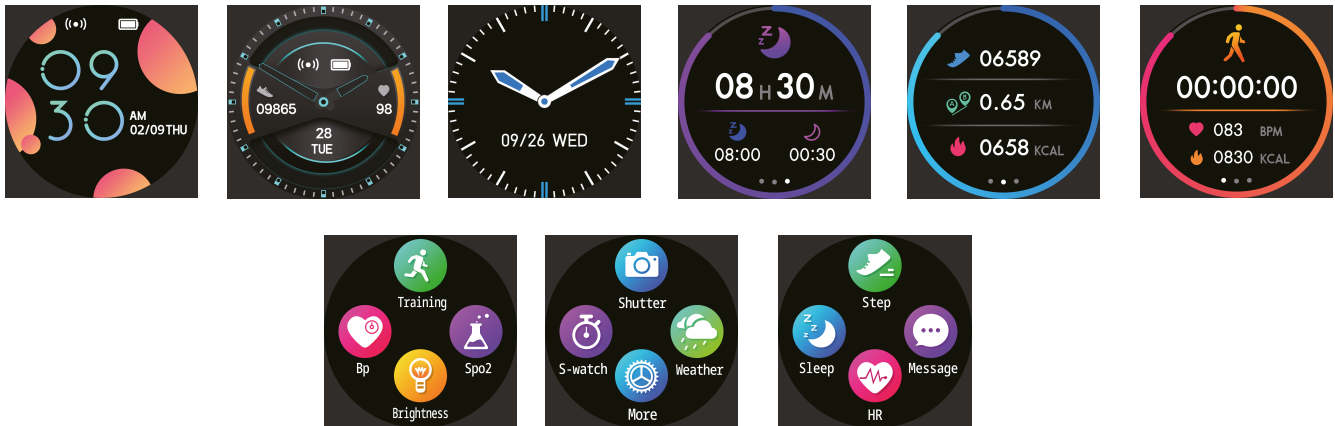 09
30
AM
02/09THU
09865
98
28
TUE
09/26 WED
08 H 30 M
08:00
00:30
06589
0.65 KM
0658 KCAL
00:00:00
083 BPM
0830 KCAL
Training
Bp
Spo2
Brightness
Shutter
S-watch
Weather
More
Step
Sleep
Message
HR